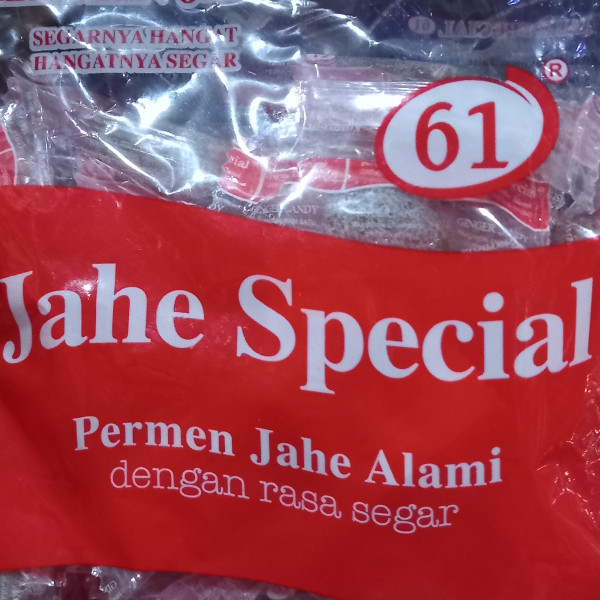 SEGARNYA HANGAT
HANGATNYA SEGAR
61
®
Jahe Special
Permen Jahe Alami
dengan rasa segar